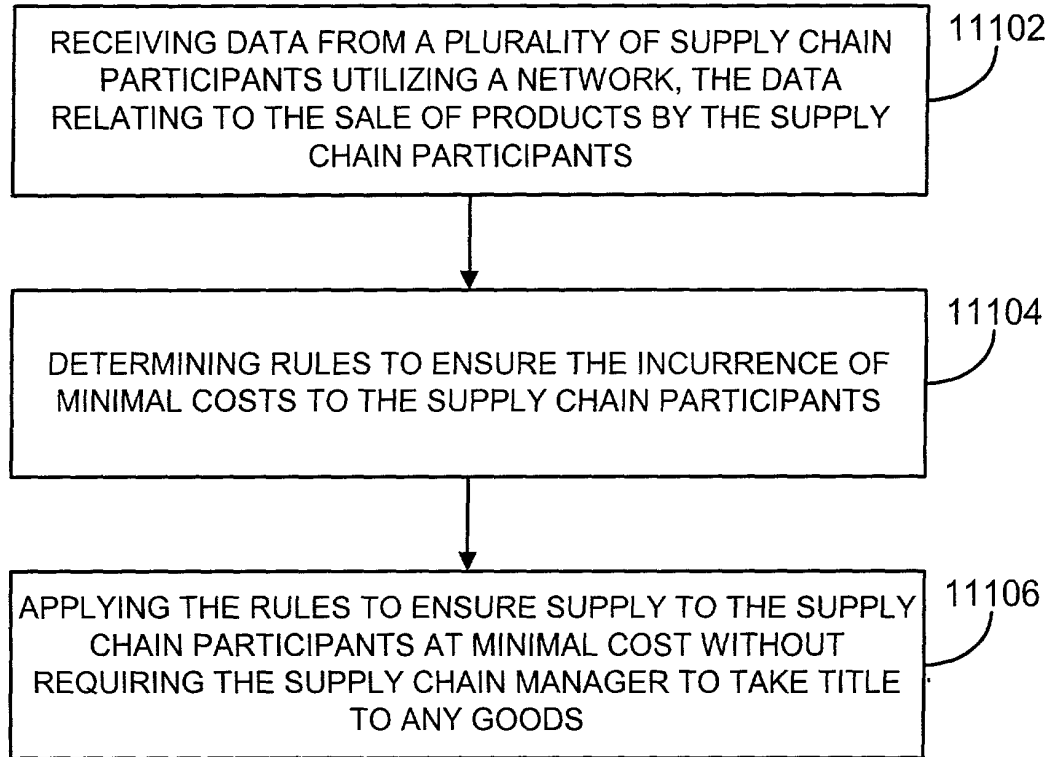 RECEIVING DATA FROM A PLURALITY OF SUPPLY CHAIN
PARTICIPANTS UTILIZING A NETWORK, THE DATA
RELATING TO THE SALE OF PRODUCTS BY THE SUPPLY
CHAIN PARTICIPANTS
11102
DETERMINING RULES TO ENSURE THE INCURRENCE OF
MINIMAL COSTS TO THE SUPPLY CHAIN PARTICIPANTS
11104
APPLYING THE RULES TO ENSURE SUPPLY TO THE SUPPLY
CHAIN PARTICIPANTS AT MINIMAL COST WITHOUT
REQUIRING THE SUPPLY CHAIN MANAGER TO TAKE TITLE
TO ANY GOODS
11106